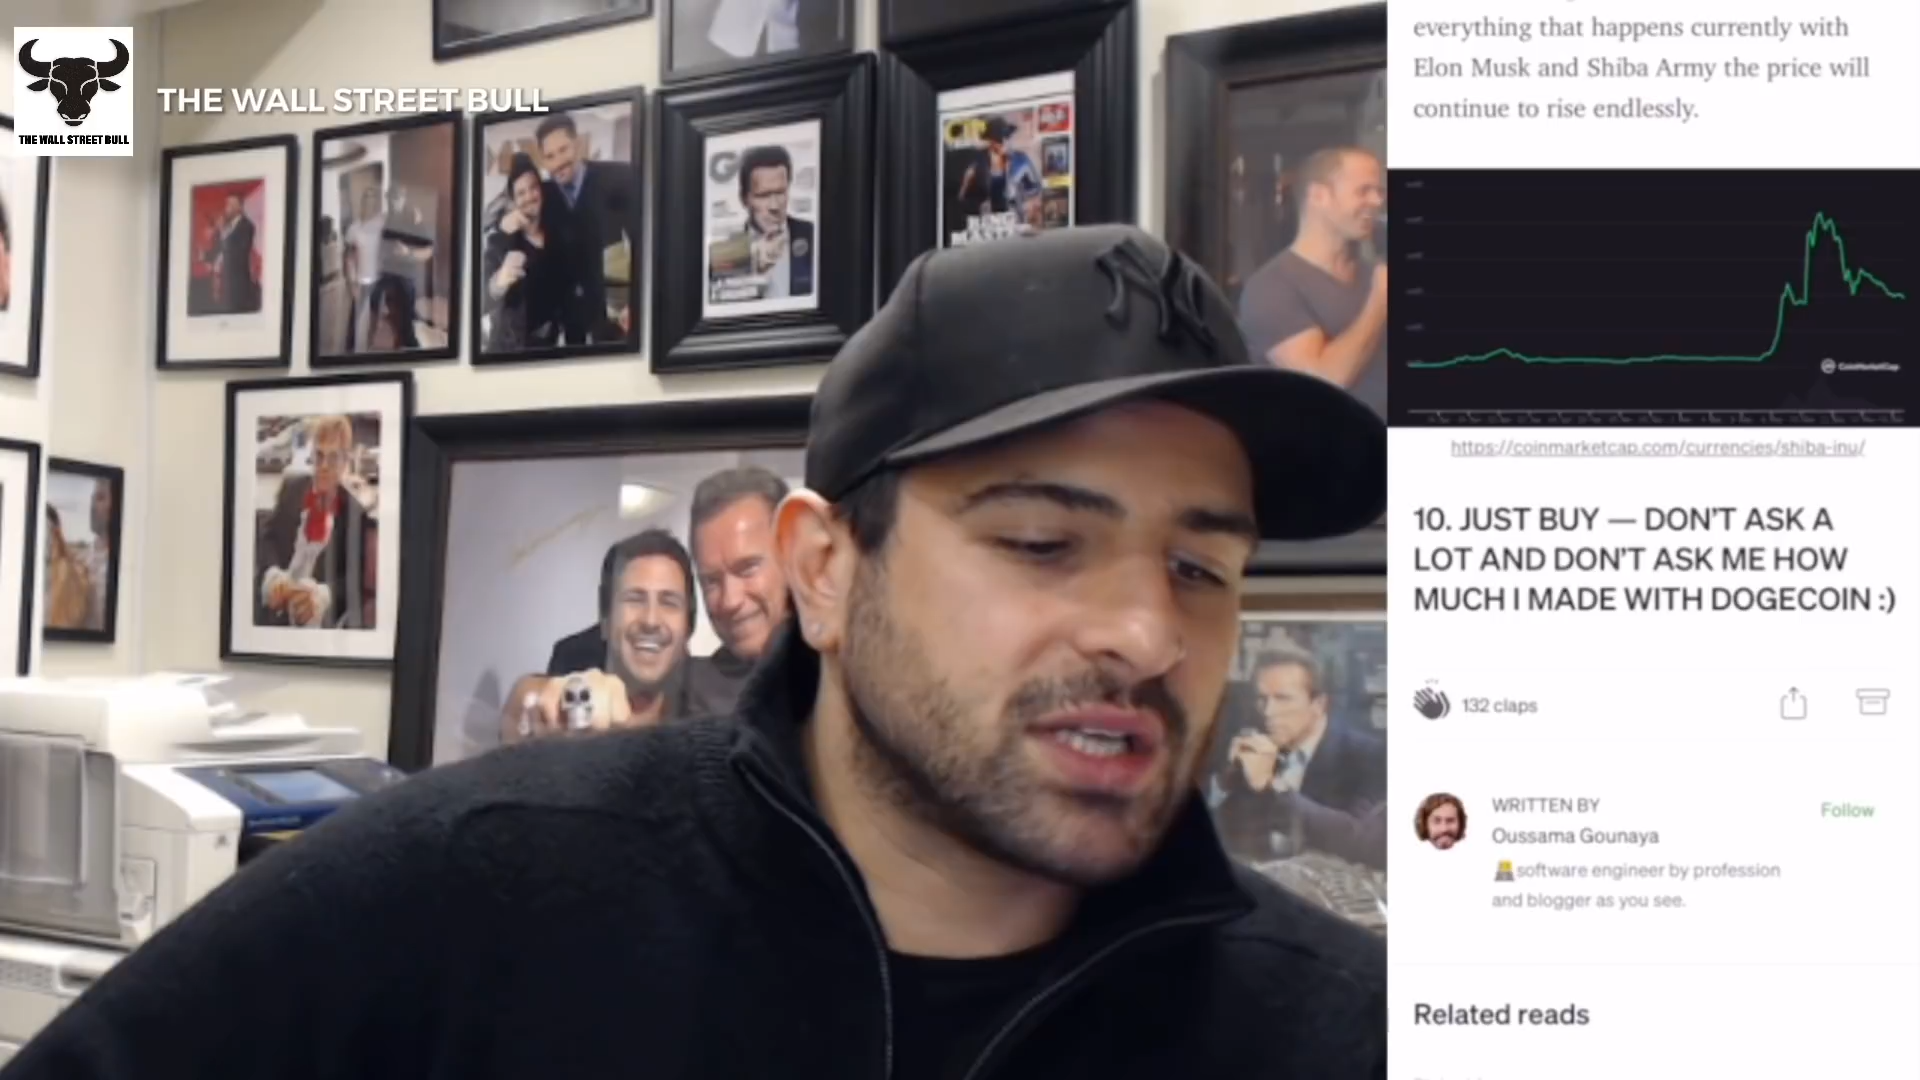 THE WALL STREET BULL
THE WALL STREET BULL
everything that happens currently with
Elon Musk and Shiba Army the price will
continue to rise endlessly.
CoinMarketCap
https://coinmarketcap.com/currencies/shiba-inu/
10. JUST BUY — DON'T ASK A
LOT AND DON'T ASK ME HOW
MUCH I MADE WITH DOGECOIN :)
132 claps
WRITTEN BY
Follow
Oussama Gounaya
software engineer by profession
and blogger as you see.
Related reads